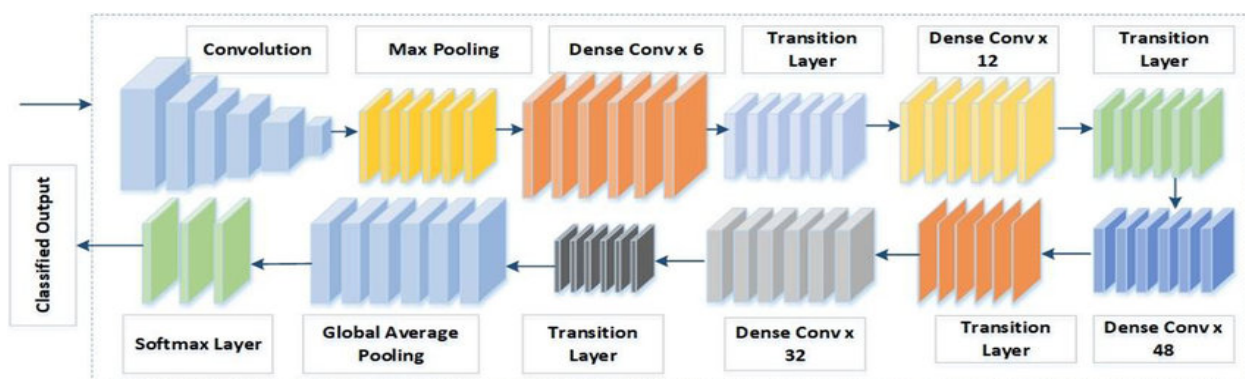 Convolution
Max Pooling
Dense Conv x 6
Transition
Layer
Dense Conv x
12
Transition
Layer
Classified Output
Softmax Layer
Global Average
Pooling
Transition
Layer
Dense Conv x
32
Transition
Layer
Dense Conv x
48